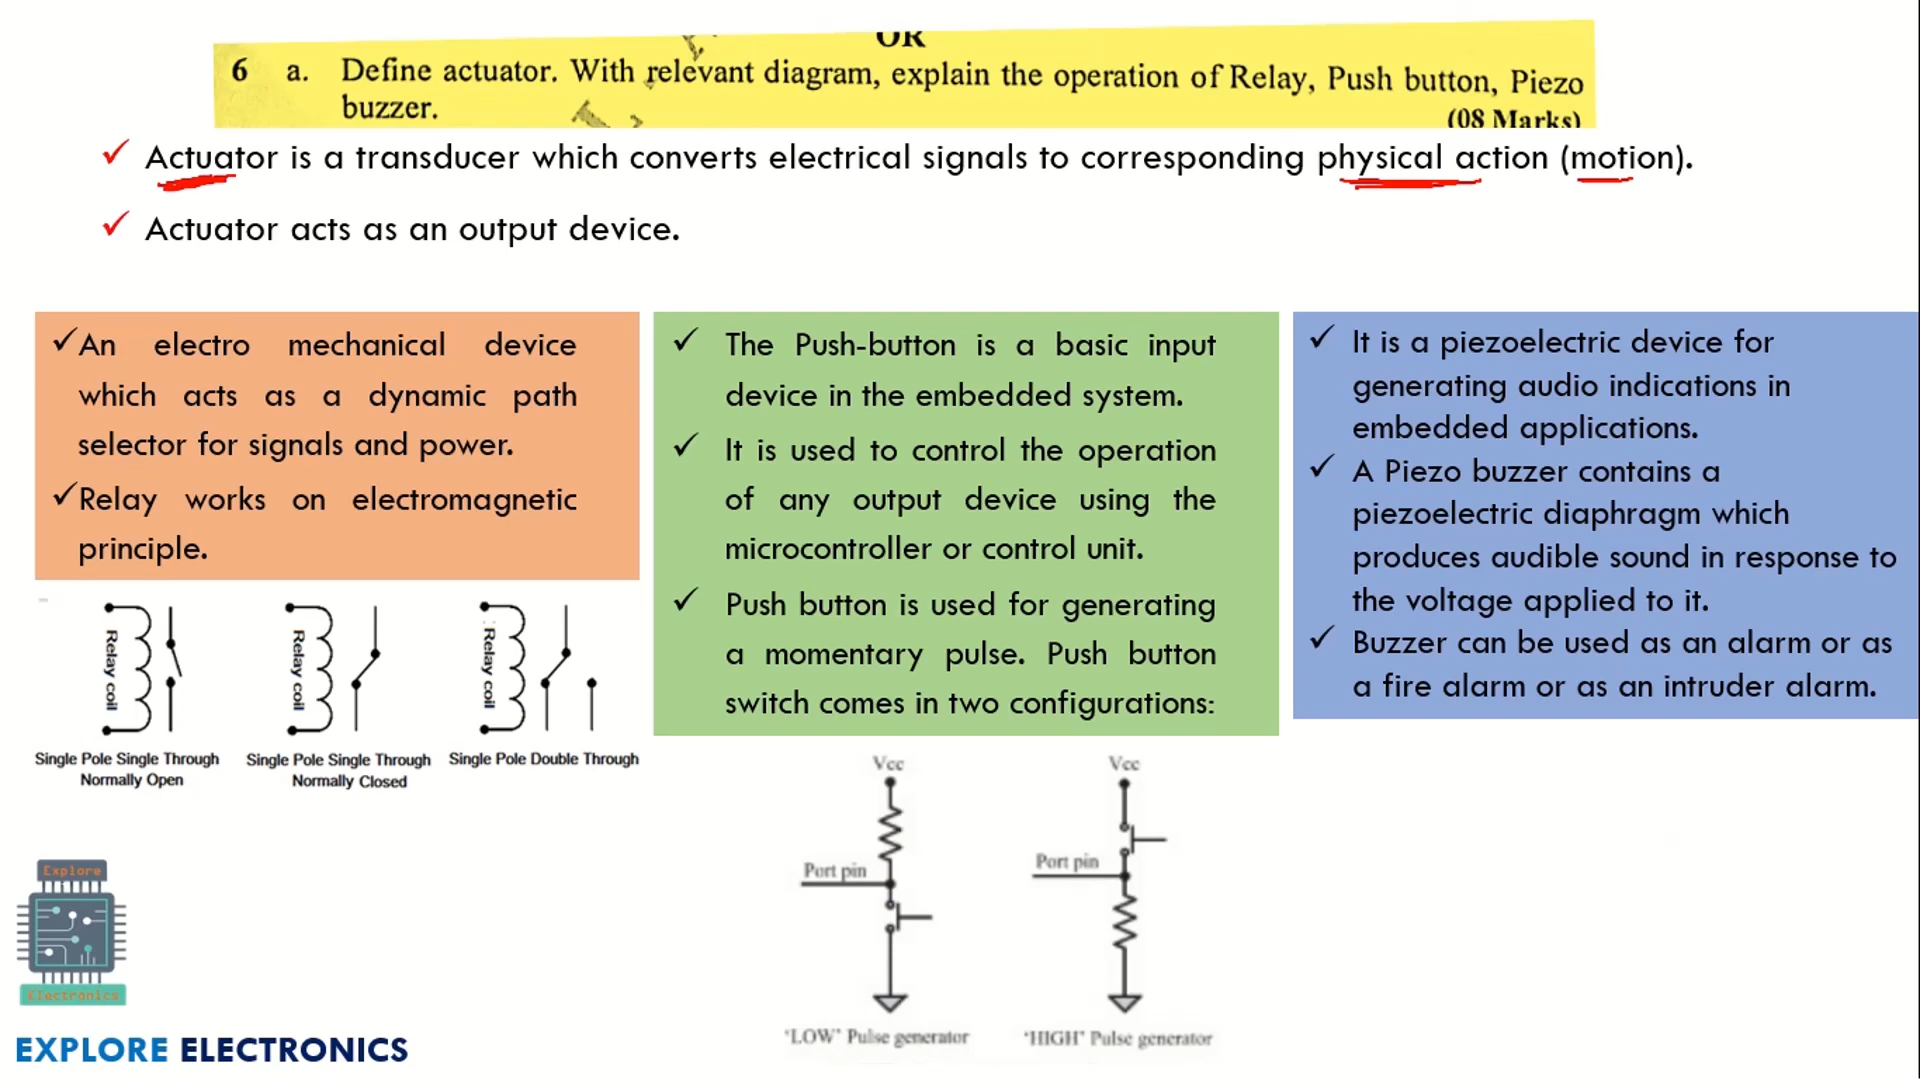 OR
6 a. Define actuator. With relevant diagram, explain the operation of Relay, Push button, Piezo
buzzer.
(08 Marks)
✓ Actuator is a transducer which converts electrical signals to corresponding physical action (motion).
✓ Actuator acts as an output device.
✓An electro mechanical device
which acts as a dynamic path
selector for signals and power.
✓Relay works on electromagnetic
principle.
Relay coil
Single Pole Single Through
Normally Open
Relay coil
Single Pole Single Through
Normally Closed
Relay coil
Single Pole Double Through
✓ The Push-button is a basic input
device in the embedded system.
✓ It is used to control the operation
of any output device using the
microcontroller or control unit.
✓ Push button is used for generating
a momentary pulse. Push button
switch comes in two configurations:
Vcc
Port pin
'LOW' Pulse generator
Vcc
Port pin
'HIGH' Pulse generator
✓ It is a piezoelectric device for
generating audio indications in
embedded applications.
✓ A Piezo buzzer contains a
piezoelectric diaphragm which
produces audible sound in response to
the voltage applied to it.
✓ Buzzer can be used as an alarm or as
a fire alarm or as an intruder alarm.
Explore
Electronics
EXPLORE ELECTRONICS